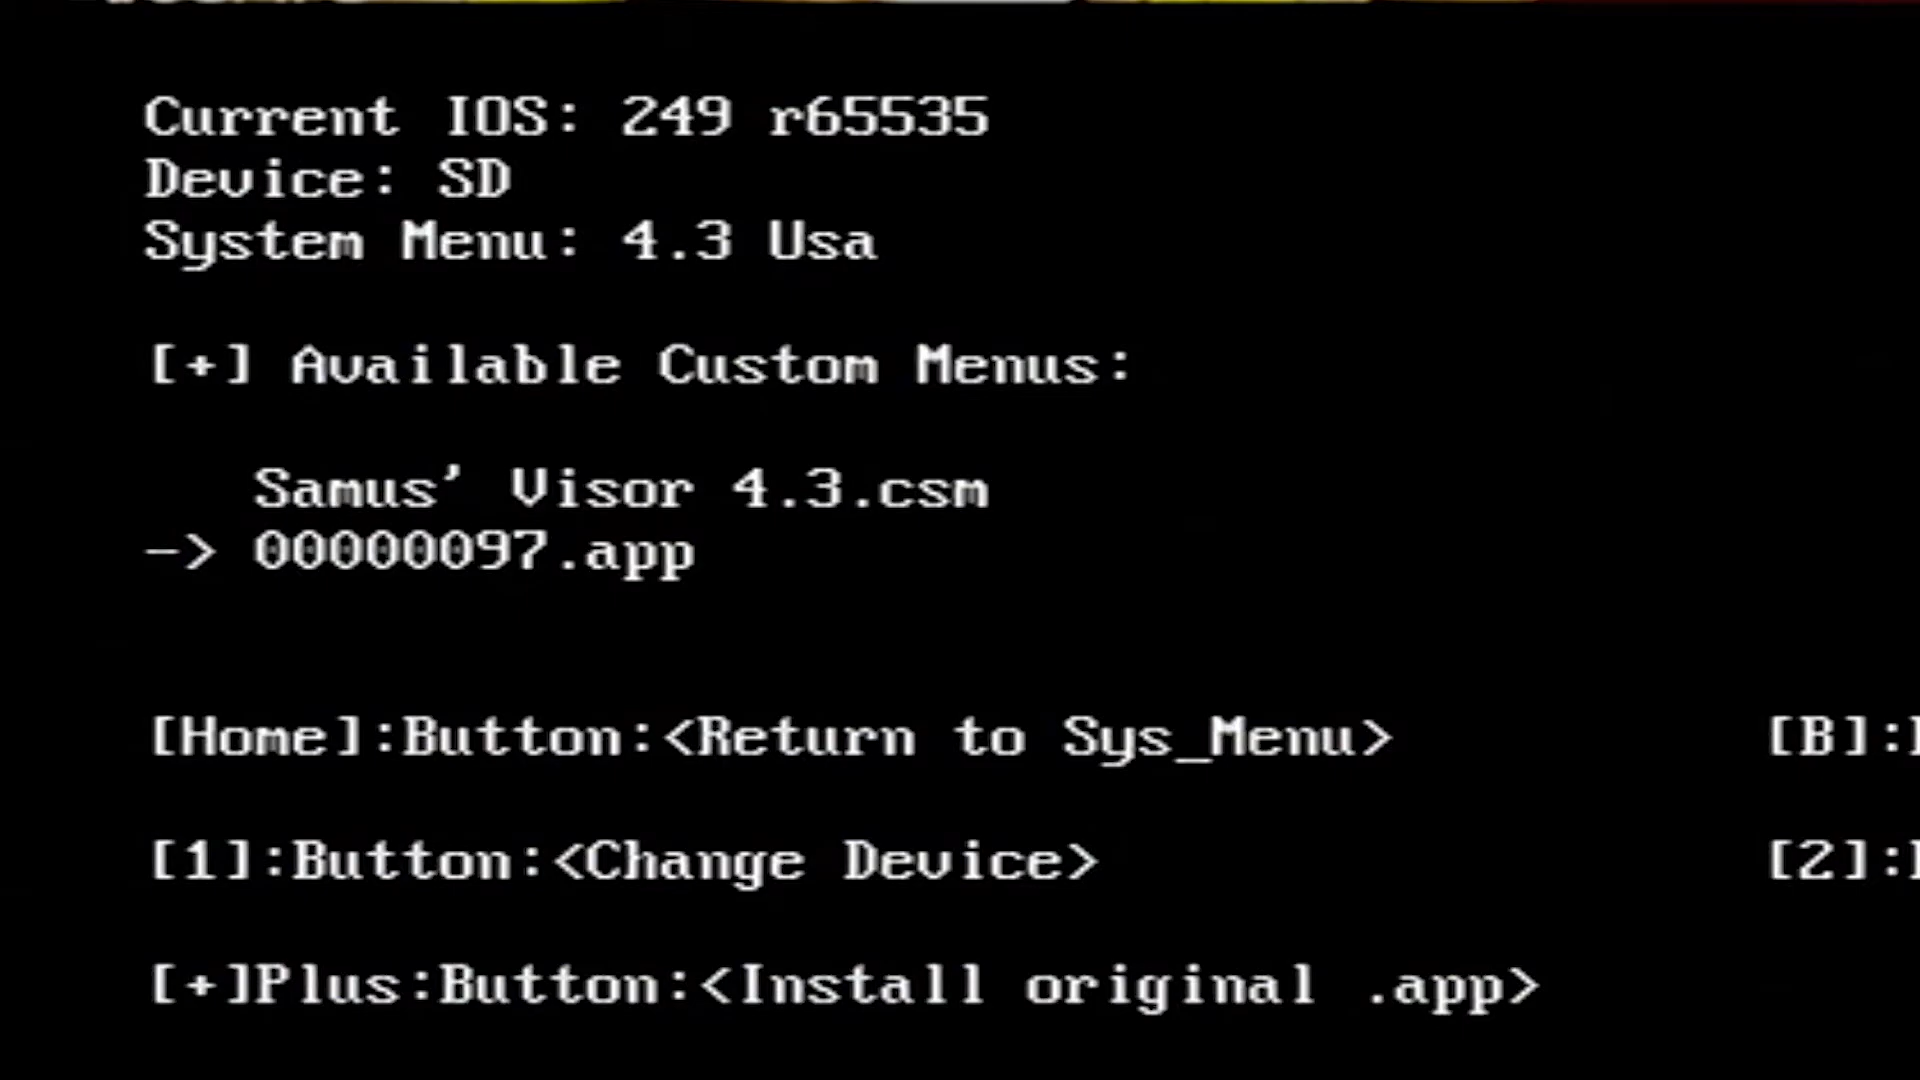 Current IOS: 249 r65535
Device: SD
System Menu: 4.3 Usa
[+] Available Custom Menus:
Samus' Visor 4.3.csm
-> 00000097.app
[Home]:Button:<Return to Sys_Menu> [B]:
[1]:Button:<Change Device> [2]:
[+]Plus:Button:<Install original .app>